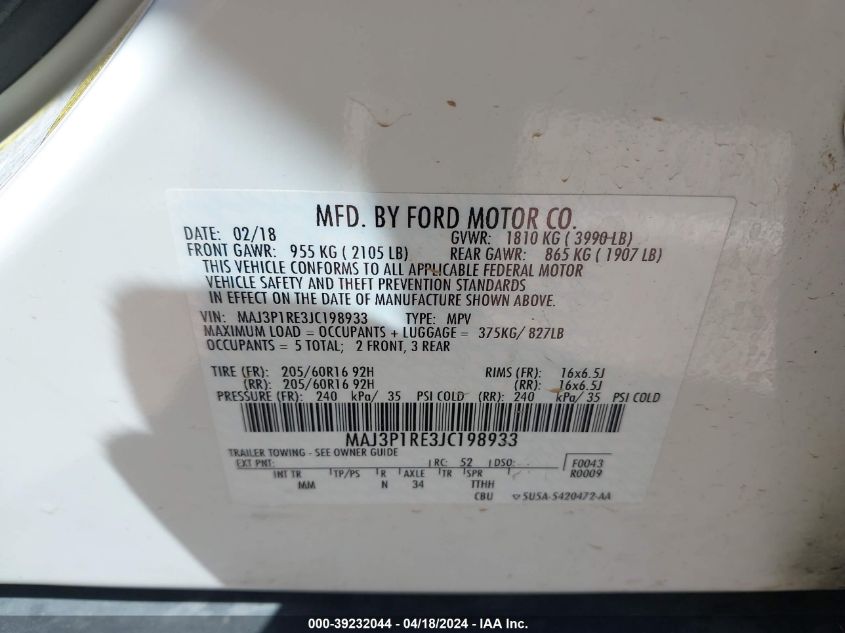 MFD. BY FORD MOTOR CO.
DATE: 02/18 GVWR: 1810 KG ( 3990 LB)
FRONT GAWR: 955 KG ( 2105 LB) REAR GAWR: 865 KG ( 1907 LB)
THIS VEHICLE CONFORMS TO ALL APPLICABLE FEDERAL MOTOR
VEHICLE SAFETY AND THEFT PREVENTION STANDARDS
IN EFFECT ON THE DATE OF MANUFACTURE SHOWN ABOVE.
VIN: MAJ3P1RE3JC198933 TYPE: MPV
MAXIMUM LOAD = OCCUPANTS + LUGGAGE = 375KG/ 827LB
OCCUPANTS = 5 TOTAL; 2 FRONT, 3 REAR
TIRE (FR): 205/60R16 92H RIMS (FR): 16x6.5J
(RR): 205/60R16 92H (RR): 16x6.5J
PRESSURE (FR): 240 kPa/ 35 PSI COLD (RR): 240 kPa/ 35 PSI COLD
MAJ3P1RE3JC198933
TRAILER TOWING - SEE OWNER GUIDE
EXT PNT: RC: 52 DSO: F0043
INT TR TP/PS R AXLE TR SPR R0009
MM N 34 TTHH
CBU 5U5A-5420472-AA
000-39232044 - 04/18/2024 - IAA Inc.